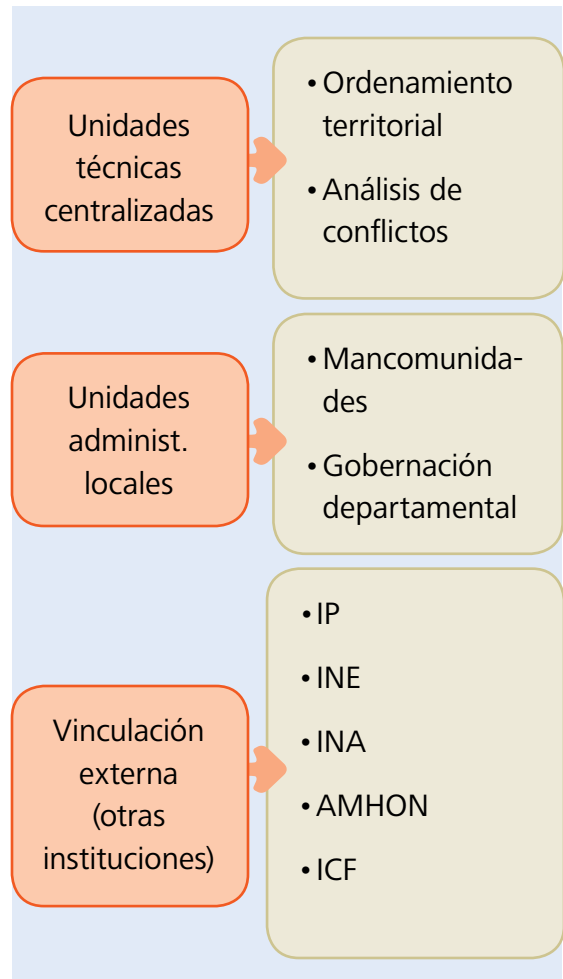 Unidades
técnicas
centralizadas
• Ordenamiento
territorial
• Análisis de
conflictos
Unidades
administ.
locales
• Mancomunida-
des
• Gobernación
departamental
Vinculación
externa
(otras
instituciones)
• IP
• INE
• INA
• AMHON
• ICF